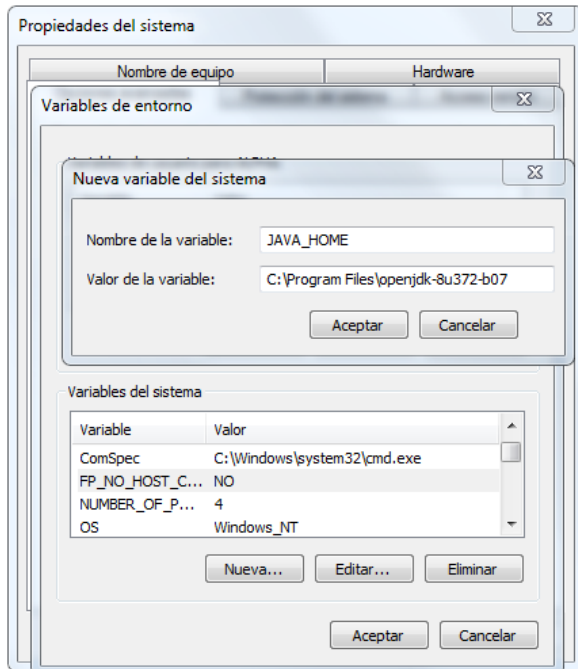 Propiedades del sistema
Nombre de equipo Hardware
Variables de entorno
Nueva variable del sistema
Nombre de la variable: JAVA_HOME
Valor de la variable: C:\Program Files\openjdk-8u372-b07
Aceptar Cancelar
Variables del sistema
Variable Valor
ComSpec C:\Windows\system32\cmd.exe
FP_NO_HOST_C... NO
NUMBER_OF_P... 4
OS Windows_NT
Nueva... Editar... Eliminar
Aceptar Cancelar